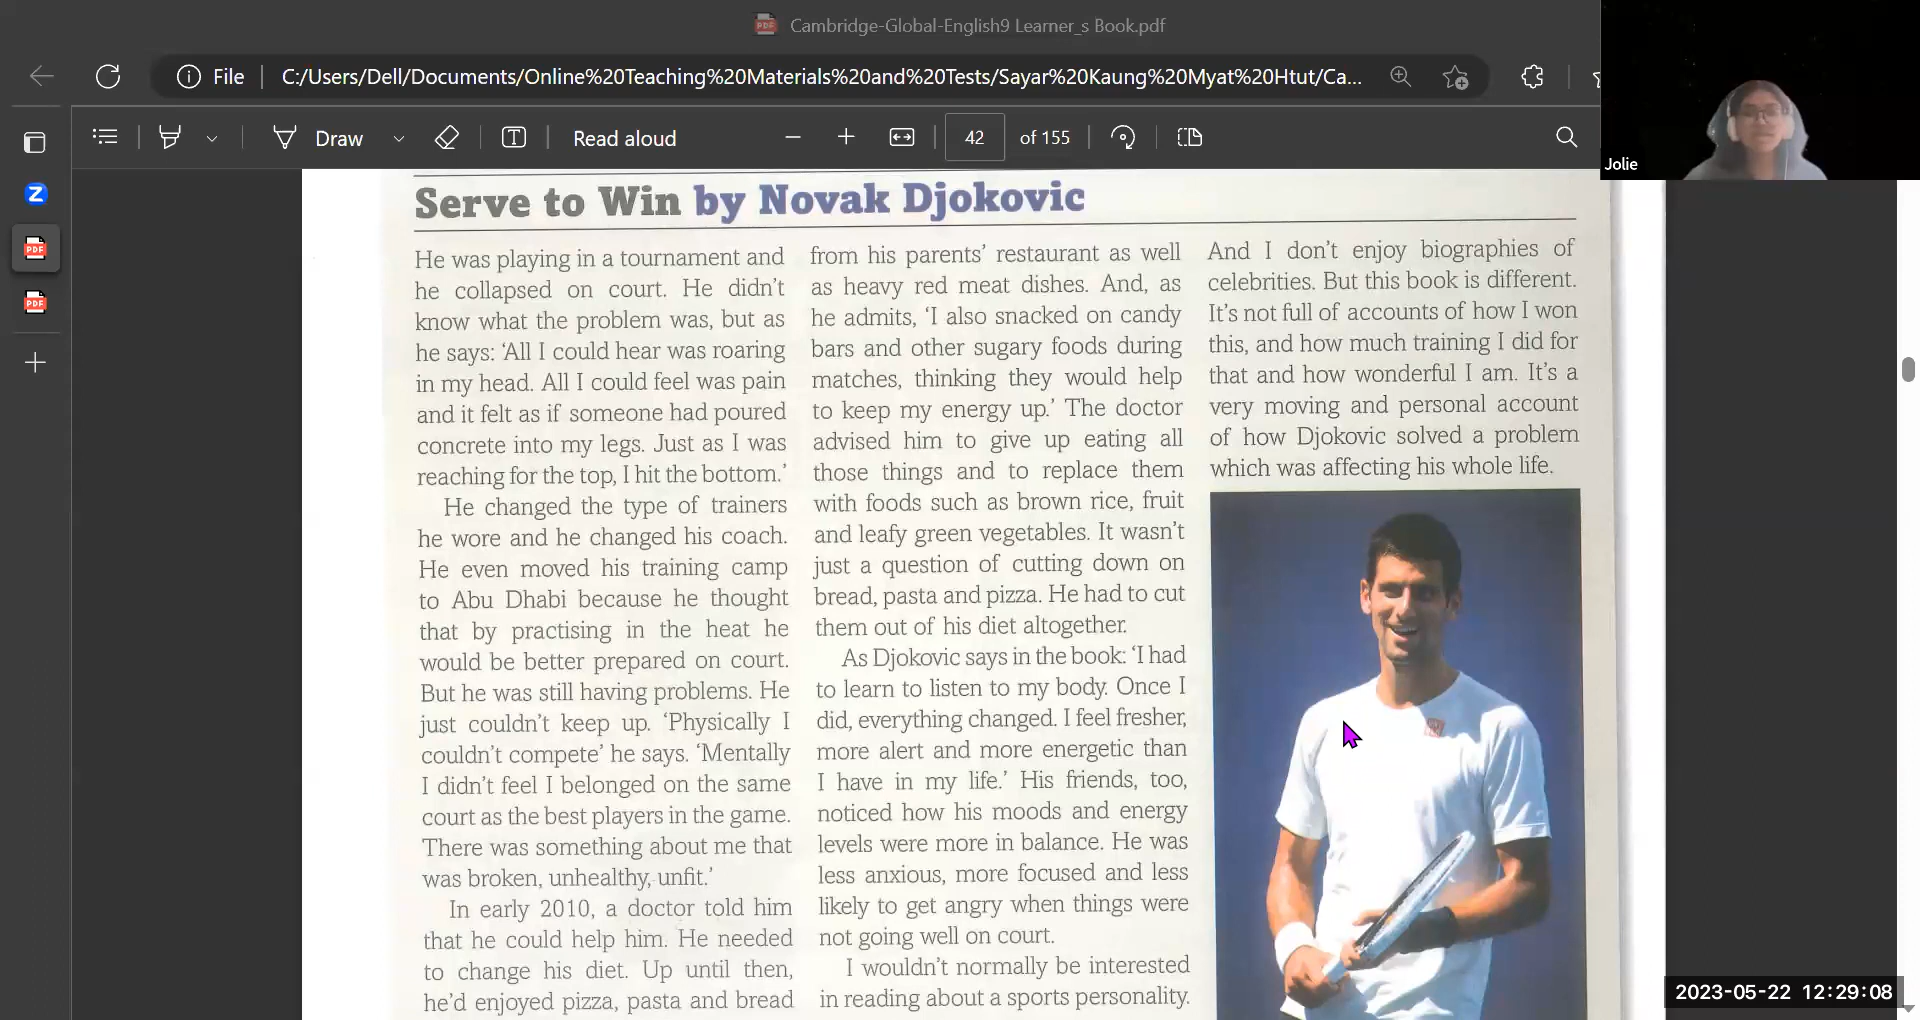 Cambridge-Global-English9 Learner_s Book.pdf
File
C:/Users/Dell/Documents/Online%20Teaching%20Materials%20and%20Tests/Sayar%20Kaung%20Myat%20Htut/Ca...
Draw
Read aloud
42
of 155
Jolie
Serve to Win by Novak Djokovic
He was playing in a tournament and
he collapsed on court. He didn't
know what the problem was, but as
he says: 'All I could hear was roaring
in my head. All I could feel was pain
and it felt as if someone had poured
concrete into my legs. Just as I was
reaching for the top, I hit the bottom.'
He changed the type of trainers
he wore and he changed his coach.
He even moved his training camp
to Abu Dhabi because he thought
that by practising in the heat he
would be better prepared on court.
But he was still having problems. He
just couldn't keep up. 'Physically I
couldn't compete' he says. 'Mentally
I didn't feel I belonged on the same
court as the best players in the game.
There was something about me that
was broken, unhealthy, unfit.'
In early 2010, a doctor told him
that he could help him. He needed
to change his diet. Up until then,
he'd enjoyed pizza, pasta and bread
from his parents' restaurant as well
as heavy red meat dishes. And, as
he admits, 'I also snacked on candy
bars and other sugary foods during
matches, thinking they would help
to keep my energy up.' The doctor
advised him to give up eating all
those things and to replace them
with foods such as brown rice, fruit
and leafy green vegetables. It wasn't
just a question of cutting down on
bread, pasta and pizza. He had to cut
them out of his diet altogether.
As Djokovic says in the book: 'I had
to learn to listen to my body. Once I
did, everything changed. I feel fresher,
more alert and more energetic than
I have in my life.' His friends, too,
noticed how his moods and energy
levels were more in balance. He was
less anxious, more focused and less
likely to get angry when things were
not going well on court.
I wouldn't normally be interested
in reading about a sports personality.
And I don't enjoy biographies of
celebrities. But this book is different.
It's not full of accounts of how I won
this, and how much training I did for
that and how wonderful I am. It's a
very moving and personal account
of how Djokovic solved a problem
which was affecting his whole life.
2023-05-22 12:29:08